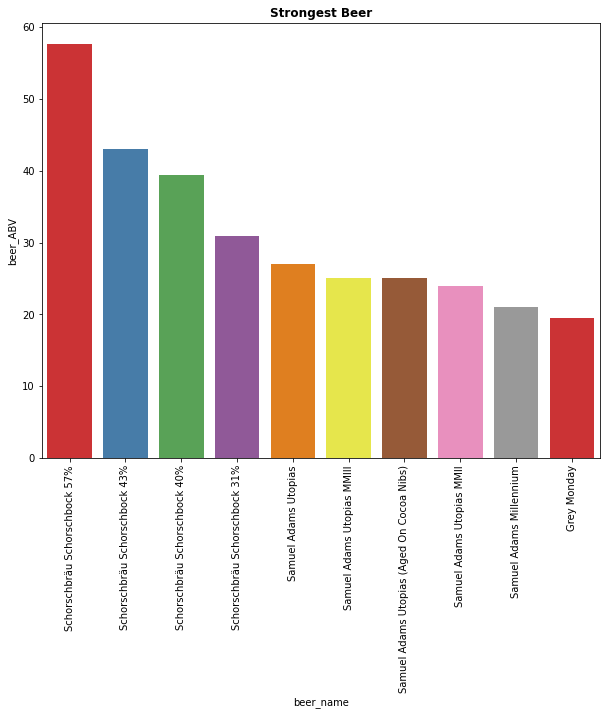 Strongest Beer
beer_ABV
60
50
40
30
20
10
0
Schorschbräu Schorschbock 57%
Schorschbräu Schorschbock 43%
Schorschbräu Schorschbock 40%
Schorschbräu Schorschbock 31%
Samuel Adams Utopias
Samuel Adams Utopias MMIII
Samuel Adams Utopias (Aged On Cocoa Nibs)
Samuel Adams Utopias MMII
Samuel Adams Millennium
Grey Monday
beer_name